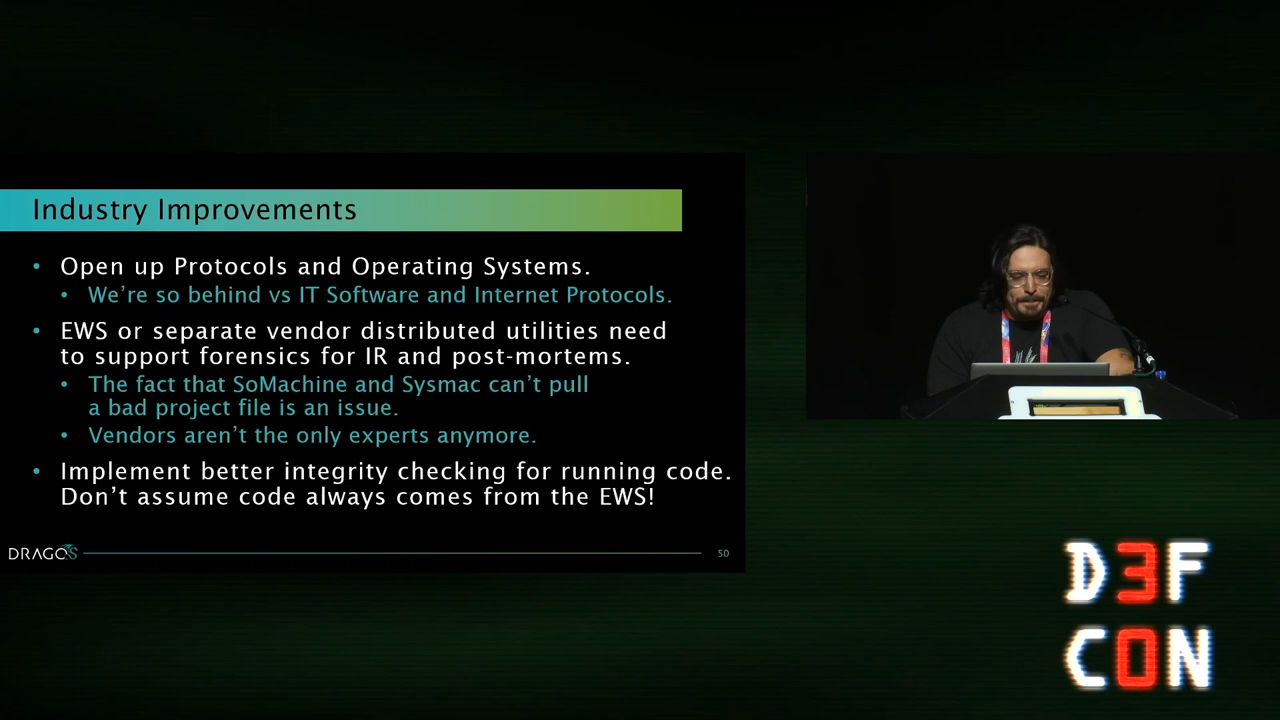 Industry Improvements
• Open up Protocols and Operating Systems.
• We're so behind vs IT Software and Internet Protocols.
• EWS or separate vendor distributed utilities need
to support forensics for IR and post-mortems.
• The fact that SoMachine and Sysmac can't pull
a bad project file is an issue.
• Vendors aren't the only experts anymore.
• Implement better integrity checking for running code.
Don't assume code always comes from the EWS!
DRAGOS
50
D3F
C0N